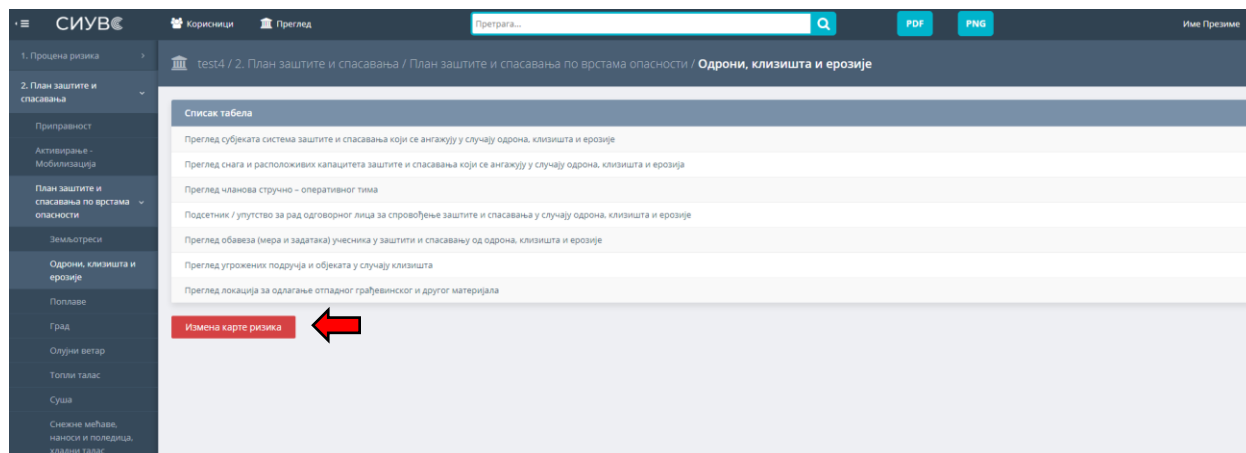 СИУВС
Корисници
Преглед
Претрага...
PDF
PNG
Име Презиме
1. Процена ризика
2. План заштите и
спасавања
Приправност
Активирање -
Мобилизација
План заштите и
спасавања по врстама
опасности
Земљотреси
Одрони, клизишта и
ерозије
Поплаве
Град
Олујни ветар
Топли талас
Суша
Снежне мећаве,
наноси и поледица,
хладни талас
test4 / 2. План заштите и спасавања / План заштите и спасавања по врстама опасности / Одрони, клизишта и ерозије
Списак табела
Преглед субјеката система заштите и спасавања који се ангажују у случају одрона, клизишта и ерозије
Преглед снага и расположивих капацитета заштите и спасавања који се ангажују у случају одрона, клизишта и ерозија
Преглед чланова стручно – оперативног тима
Подсетник / упутство за рад одговорног лица за спровођење заштите и спасавања у случају одрона, клизишта и ерозије
Преглед обавеза (мера и задатака) учесника у заштити и спасавању од одрона, клизишта и ерозије
Преглед угрожених подручја и објеката у случају клизишта
Преглед локација за одлагање отпадног грађевинског и другог материјала
Измена карте ризика